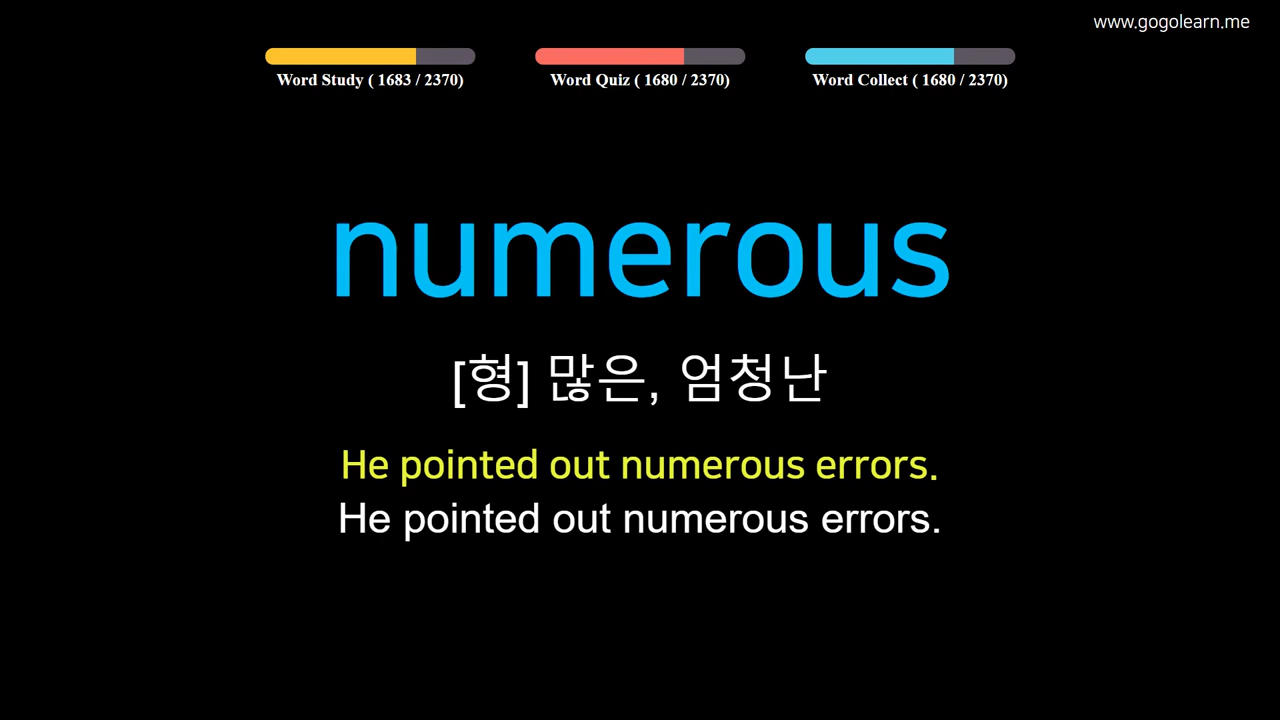 www.gogolearn.me
Word Study ( 1683 / 2370)
Word Quiz ( 1680 / 2370)
Word Collect ( 1680 / 2370)
numerous
[형] 많은, 엄청난
He pointed out numerous errors.
He pointed out numerous errors.